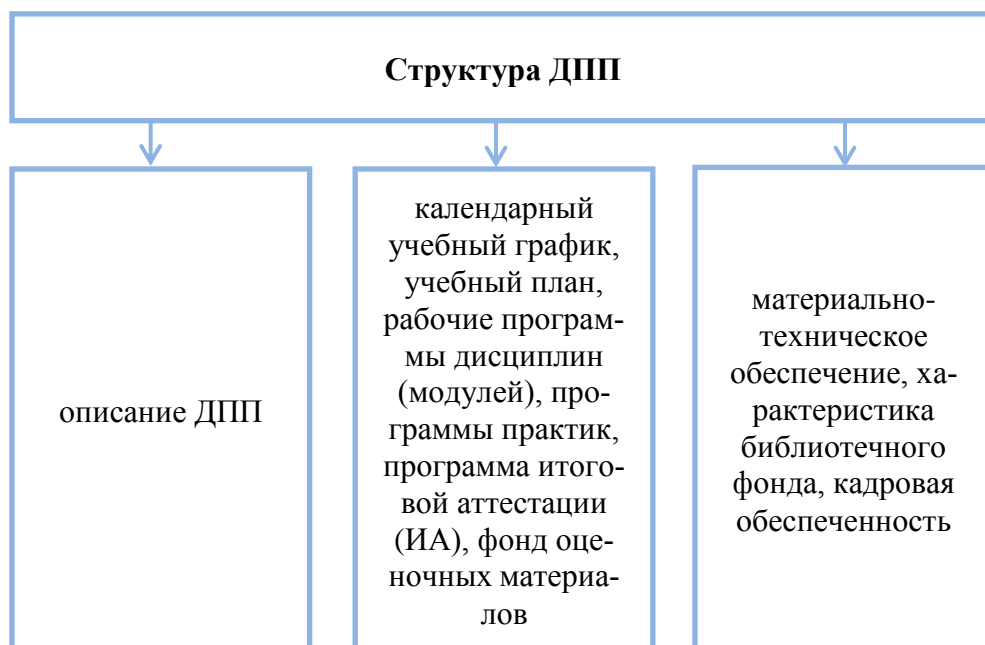 Структура ДПП
описание ДПП
календарный
учебный график,
учебный план,
рабочие програм-
мы дисциплин
(модулей), про-
граммы практик,
программа итого-
вой аттестации
(ИА), фонд оце-
ночных материа-
лов
материально-
техническое
обеспечение, ха-
рактеристика
библиотечного
фонда, кадровая
обеспеченность